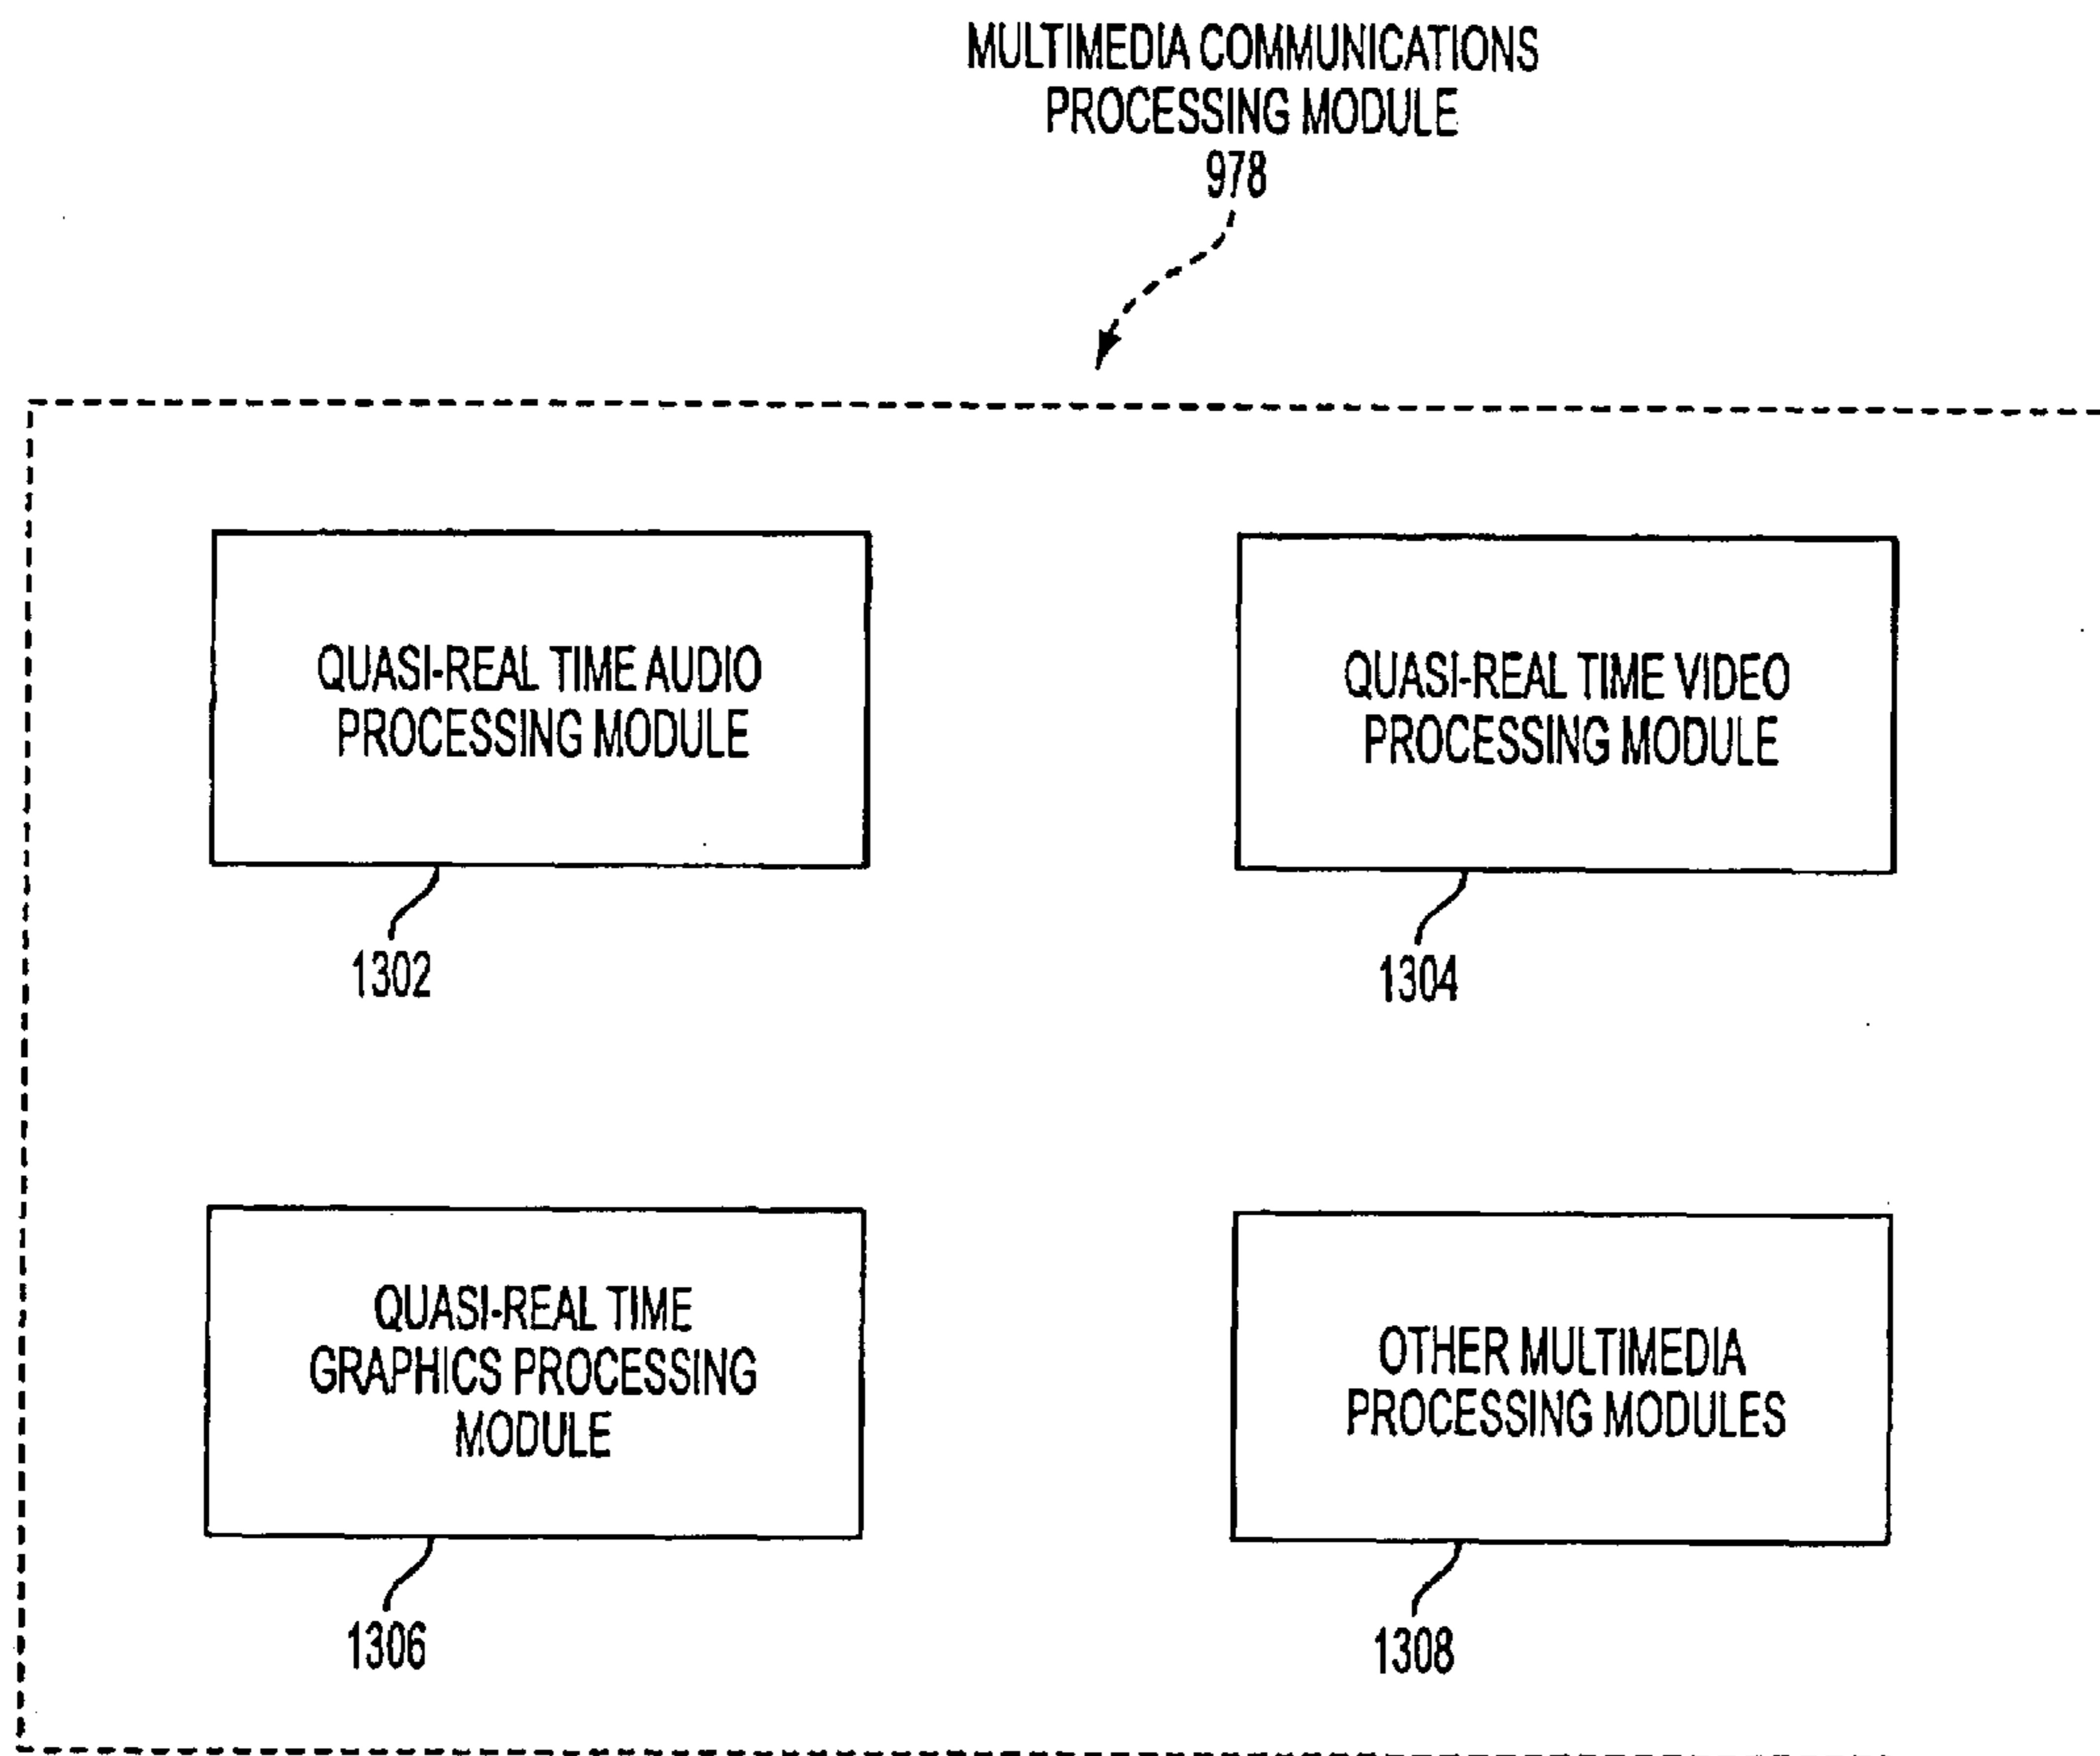 MULTIMEDIA COMMUNICATIONS
PROCESSING MODULE
978
QUASI-REAL TIME AUDIO
PROCESSING MODULE
1302
QUASI-REAL TIME VIDEO
PROCESSING MODULE
1304
QUASI-REAL TIME
GRAPHICS PROCESSING
MODULE
1306
OTHER MULTIMEDIA
PROCESSING MODULES
1308